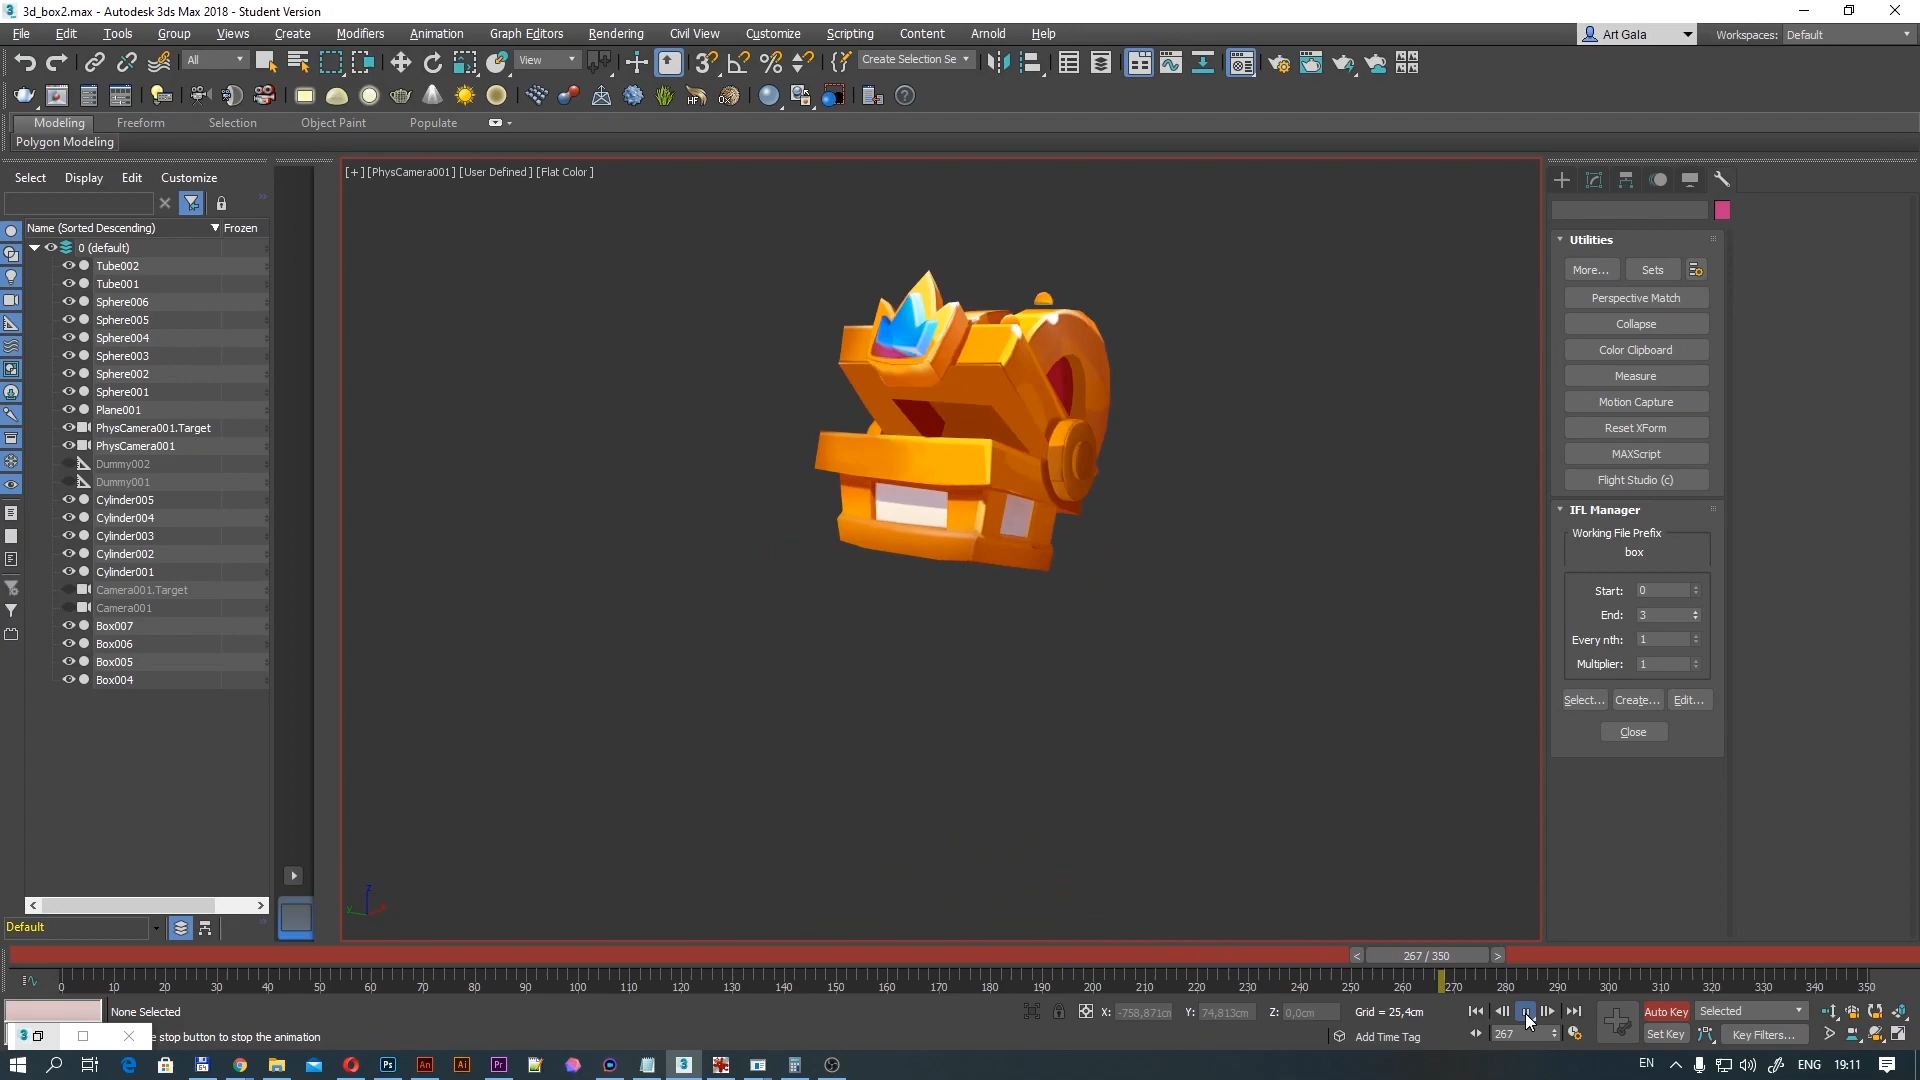 3d_box2.max - Autodesk 3ds Max 2018 - Student Version
File Edit Tools Group Views Create Modifiers Animation Graph Editors Rendering Civil View Customize Scripting Content Arnold Help
Art Gala Workspaces: Default
All View Create Selection Se
Modeling Freeform Selection Object Paint Populate
Polygon Modeling
Select Display Edit Customize
Name (Sorted Descending) Frozen
0 (default)
Tube002
Tube001
Sphere006
Sphere005
Sphere004
Sphere003
Sphere002
Sphere001
Plane001
PhysCamera001.Target
PhysCamera001
Dummy002
Dummy001
Cylinder005
Cylinder004
Cylinder003
Cylinder002
Cylinder001
Camera001.Target
Camera001
Box007
Box006
Box005
Box004
Default
[+] [PhysCamera001] [User Defined] [Flat Color]
z
y
Utilities
More... Sets
Perspective Match
Collapse
Color Clipboard
Measure
Motion Capture
Reset XForm
MAXScript
Flight Studio (c)
IFL Manager
Working File Prefix
box
Start: 0
End: 3
Every nth: 1
Multiplier: 1
Select... Create... Edit...
Close
< 267 / 350 >
0 10 20 30 40 50 60 70 80 90 100 110 120 130 140 150 160 170 180 190 200 210 220 230 240 250 260 270 280 290 300 310 320 330 340 350
None Selected X: -758,871cm Y: 74,813cm Z: 0,0cm Grid = 25,4cm Auto Key Selected
e stop button to stop the animation Add Time Tag 267 Set Key Key Filters...
EN ENG 19:11